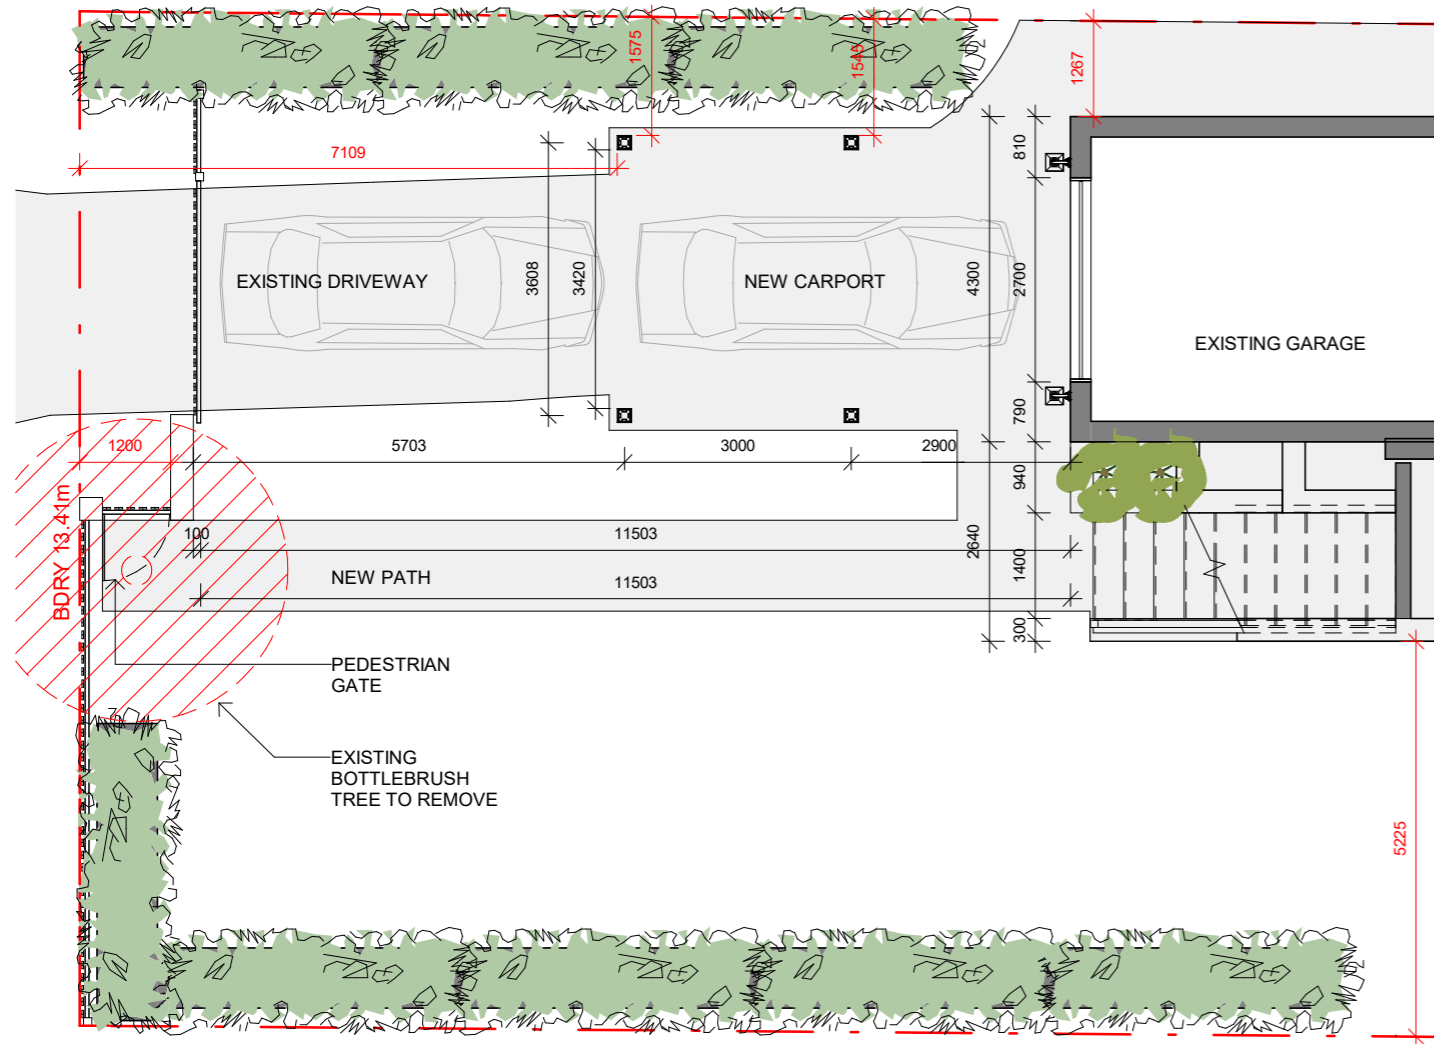 1575
1545
1267
7109
810
EXISTING DRIVEWAY
3608
3420
NEW CARPORT
4300
2700
EXISTING GARAGE
790
1200
5703
3000
2900
940
BDRY 13.41m
100
11503
2640
1400
NEW PATH
11503
300
PEDESTRIAN
GATE
EXISTING
BOTTLEBRUSH
TREE TO REMOVE
5225